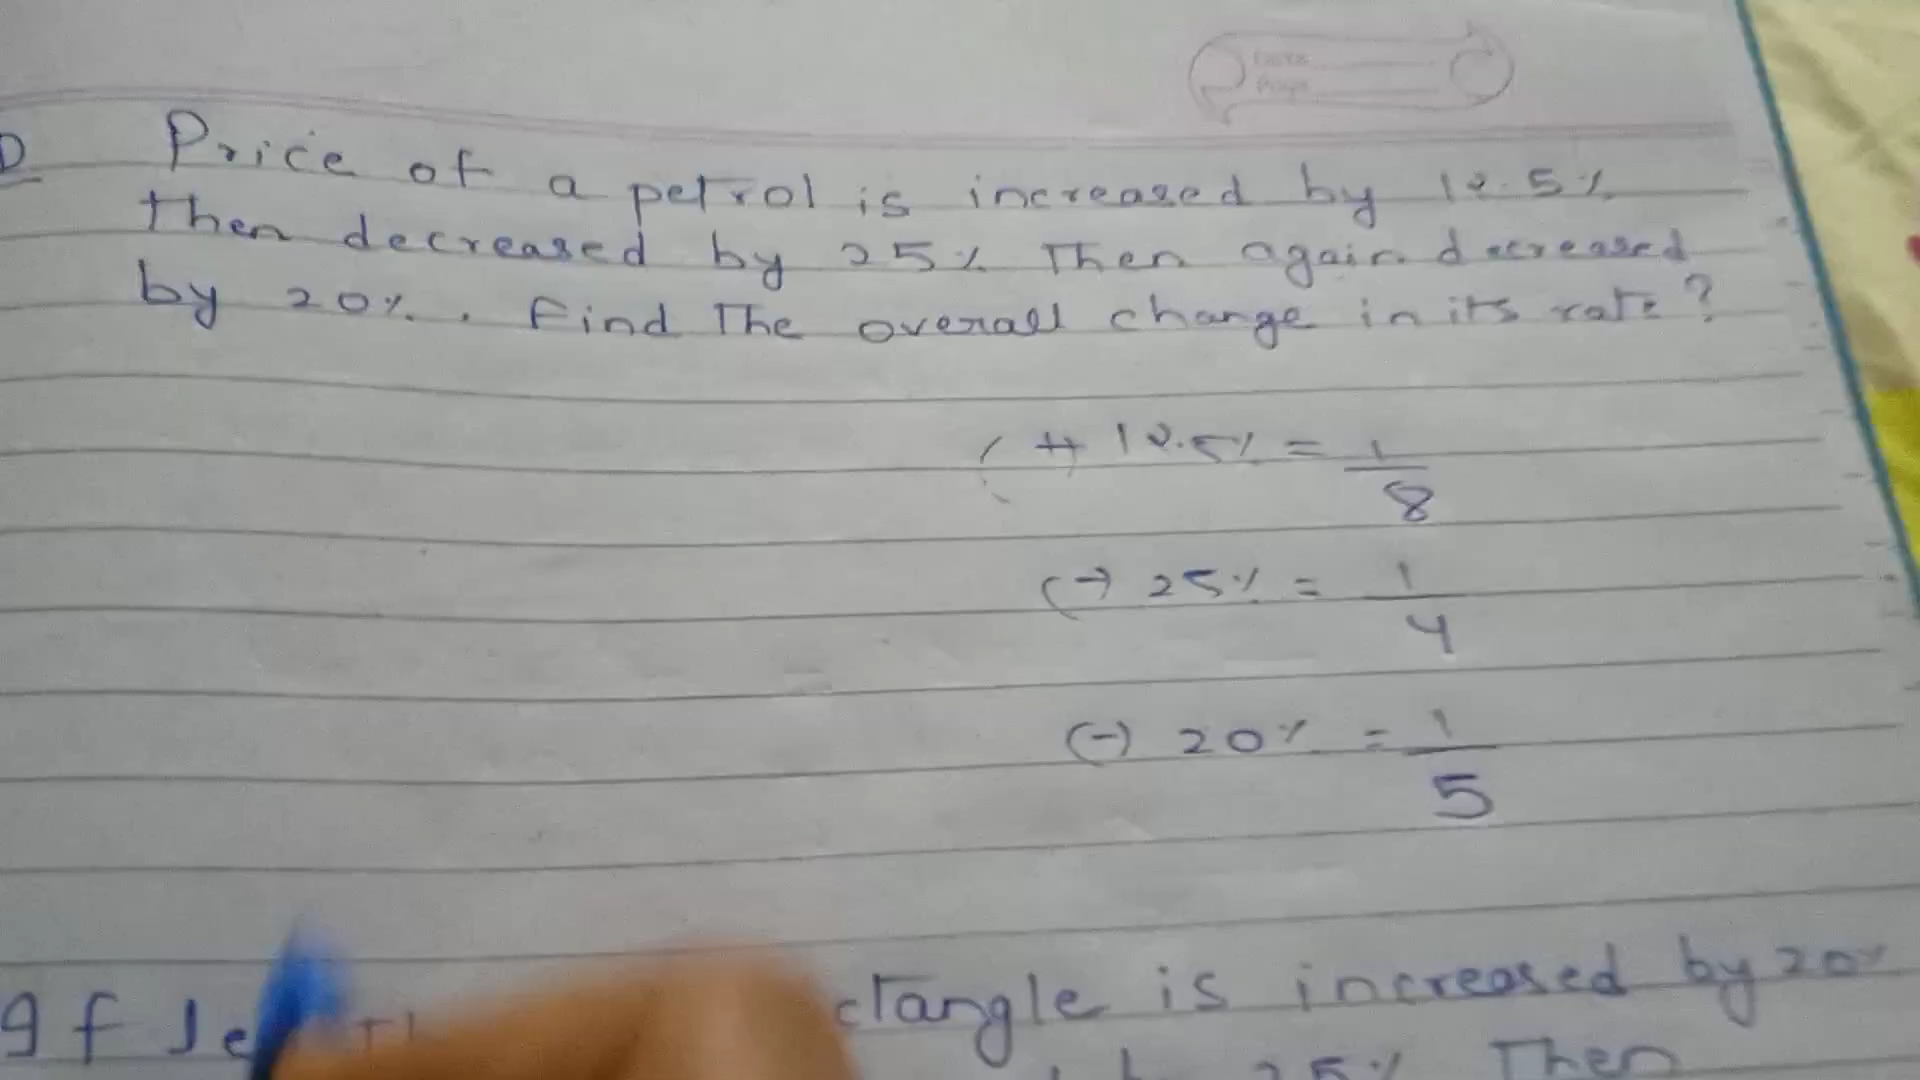 Price of a petrol is increased by 12.5%
then decreased by 25% Then again decreased
by 20%. Find The overall change in its rate?
(+) 12.5% = 1/8
(-) 25% = 1/4
(-) 20% = 1/5
ctangle is increased by 20%
25% Then